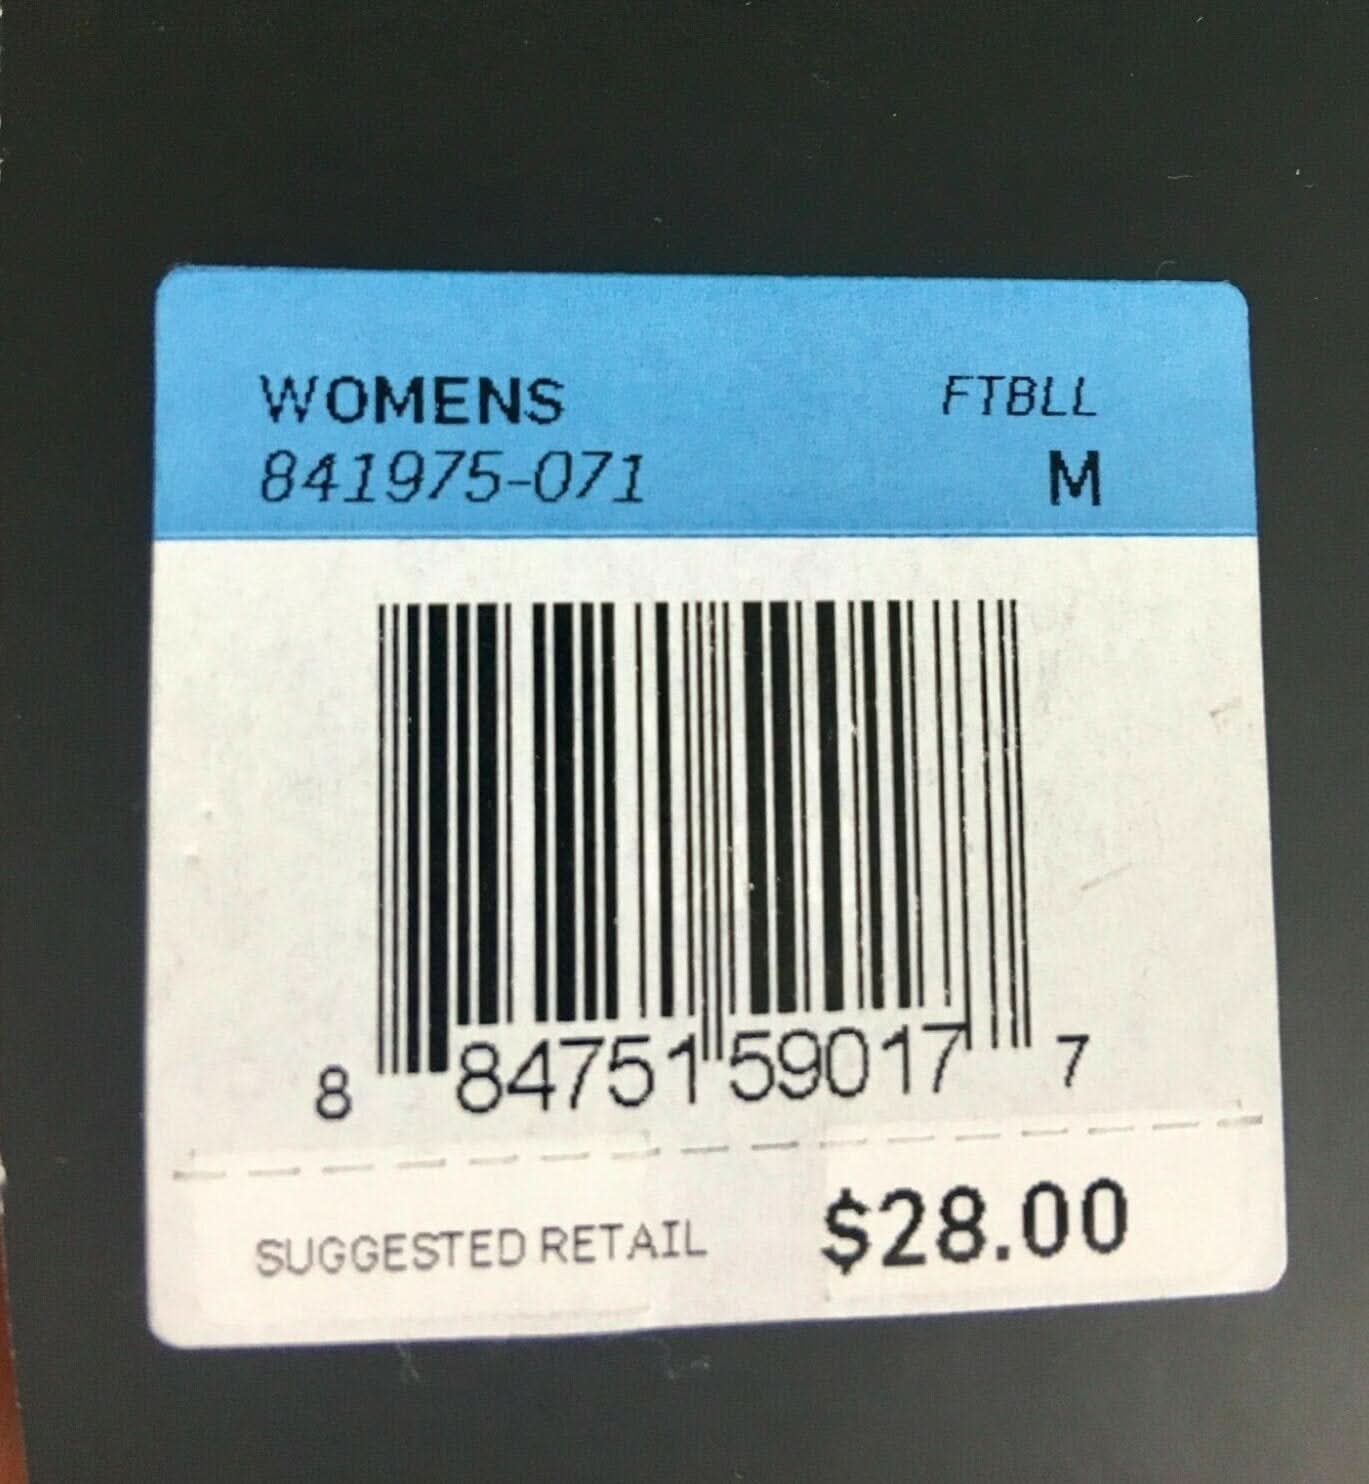 WOMENS FTBLL
841975-071 M
8 84751 59017 7
SUGGESTED RETAIL $28.00